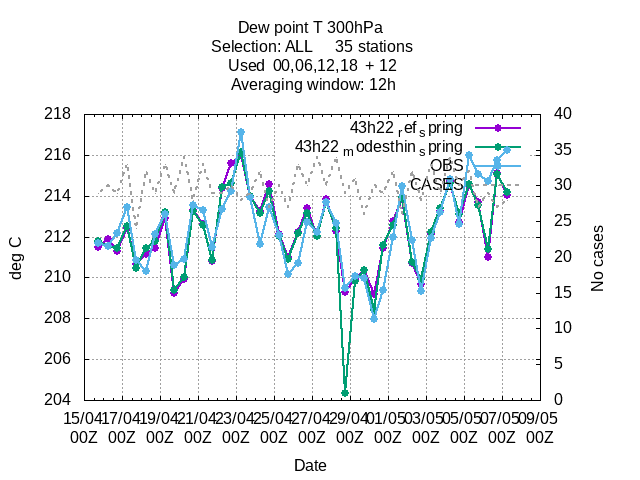 Dew point T 300hPa
Selection: ALL 35 stations
Used 00,06,12,18 + 12
Averaging window: 12h
218 216 214 212 210 208 206 204
deg C
43h22_ref_spring
43h22_modesthin_spring
OBS
CASES
40 35 30 25 20 15 10 5 0
No cases
15/04 17/04 19/04 21/04 23/04 25/04 27/04 29/04 01/05 03/05 05/05 07/05 09/05
00Z 00Z 00Z 00Z 00Z 00Z 00Z 00Z 00Z 00Z 00Z 00Z 00Z
Date